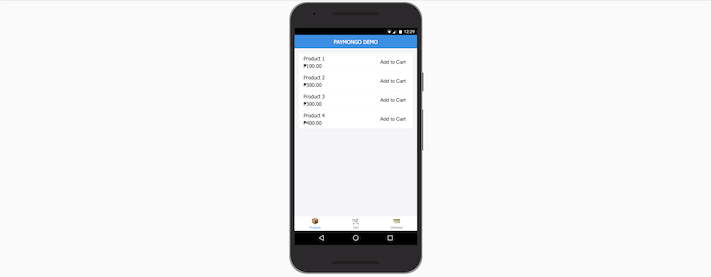 12:29
PAYMONGO DEMO
Product 1
₱100.00
Add to Cart
Product 2
₱300.00
Add to Cart
Product 3
₱300.00
Add to Cart
Product 4
₱400.00
Add to Cart
Products
Cart
Checkout